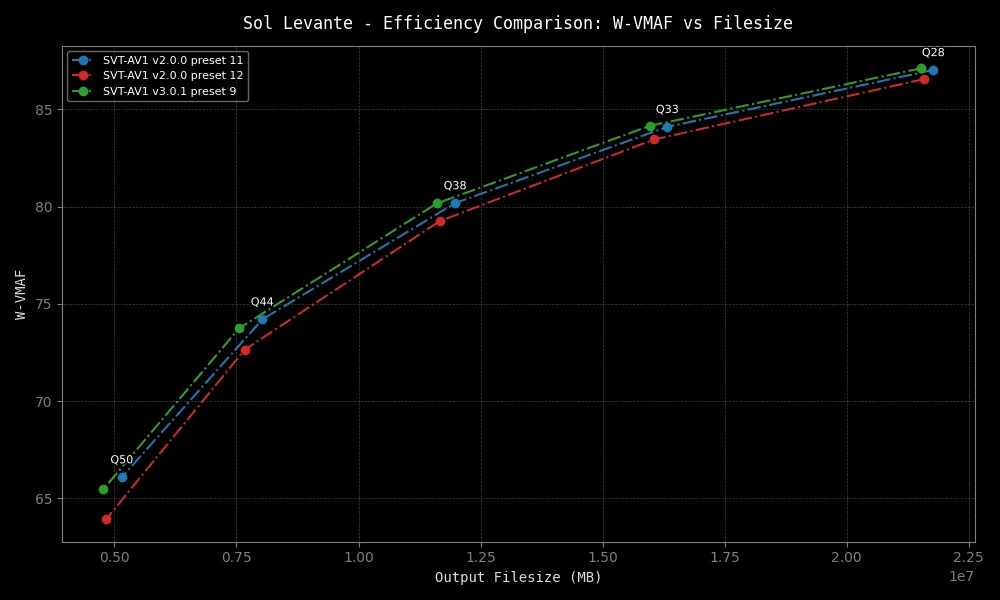 Sol Levante - Efficiency Comparison: W-VMAF vs Filesize
SVT-AV1 v2.0.0 preset 11
SVT-AV1 v2.0.0 preset 12
SVT-AV1 v3.0.1 preset 9
Q28
Q33
Q38
Q44
Q50
W-VMAF
85
80
75
70
65
0.50 0.75 1.00 1.25 1.50 1.75 2.00 2.25
1e7
Output Filesize (MB)